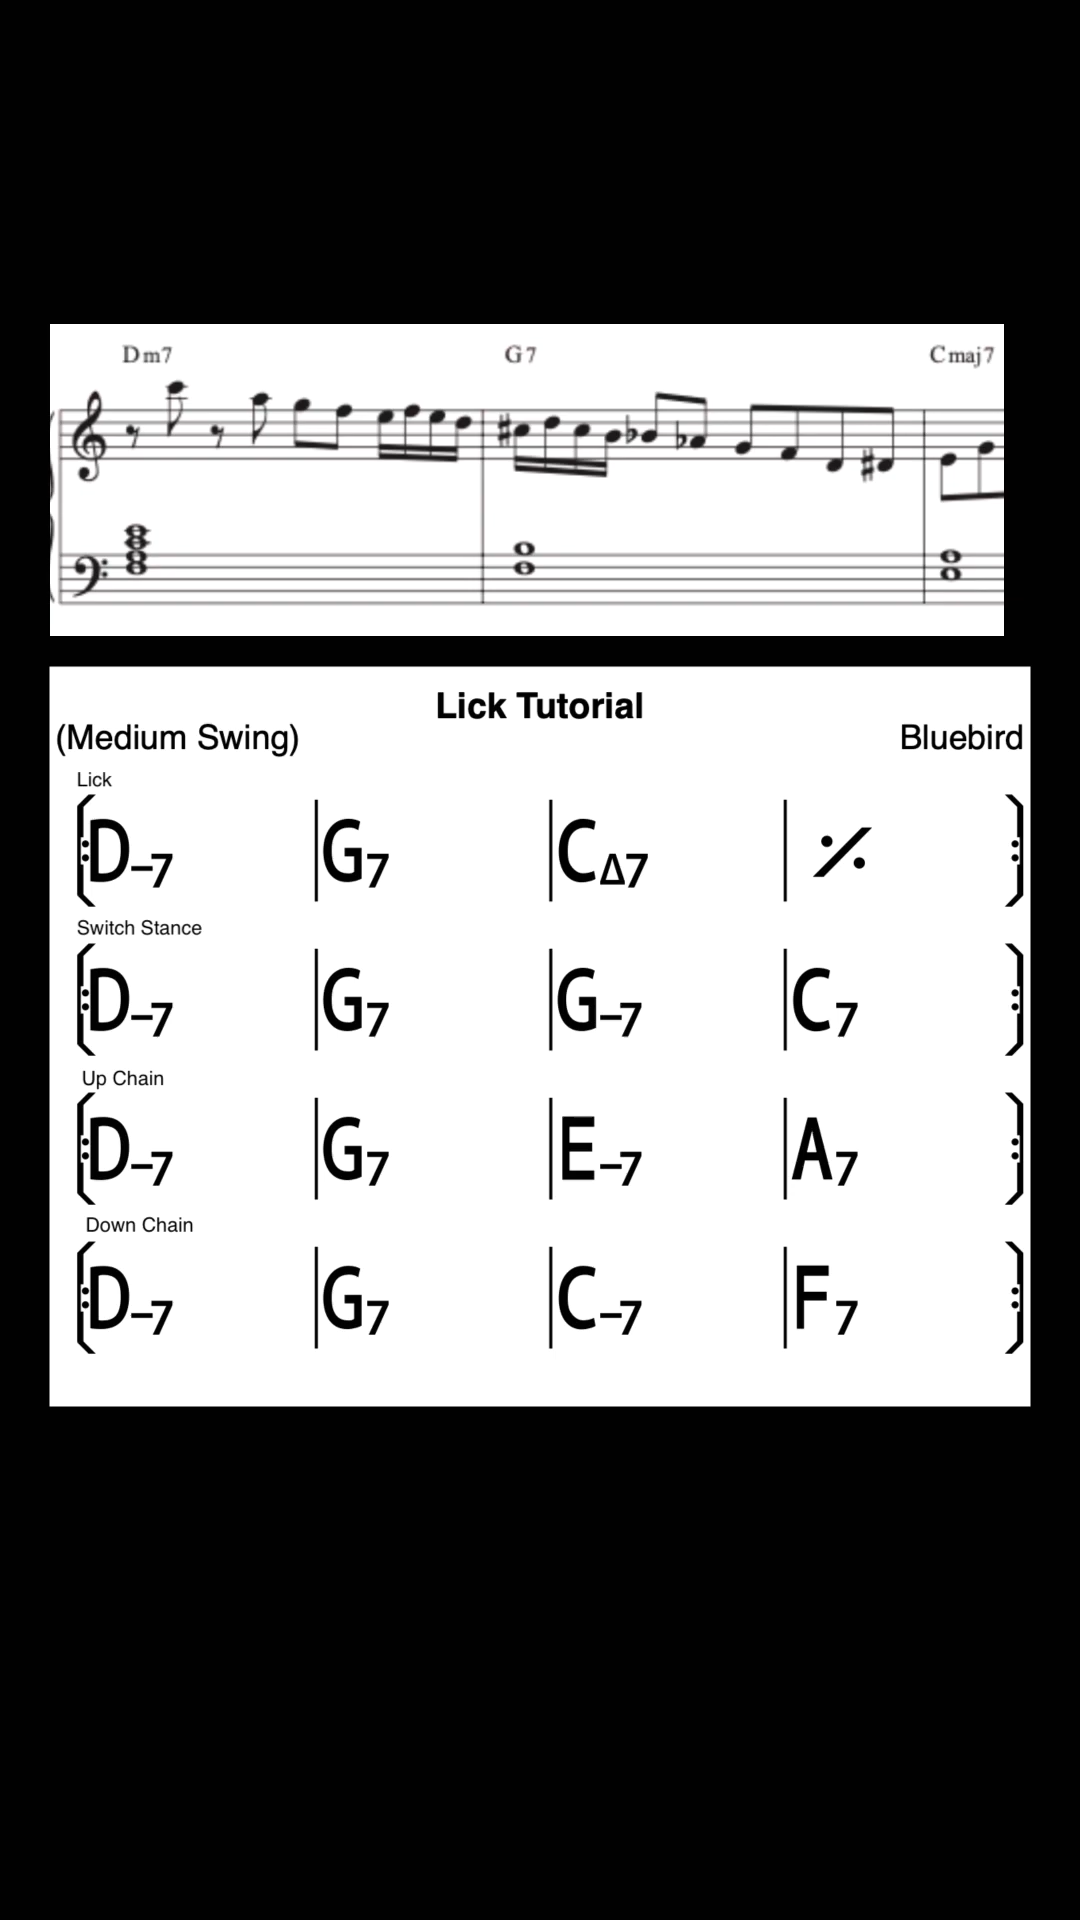 Dm7 G7 Cmaj7
Lick Tutorial
(Medium Swing) Bluebird
Lick
D–7 G7 CΔ7 𝄎
Switch Stance
D–7 G7 G–7 C7
Up Chain
D–7 G7 E–7 A7
Down Chain
D–7 G7 C–7 F7